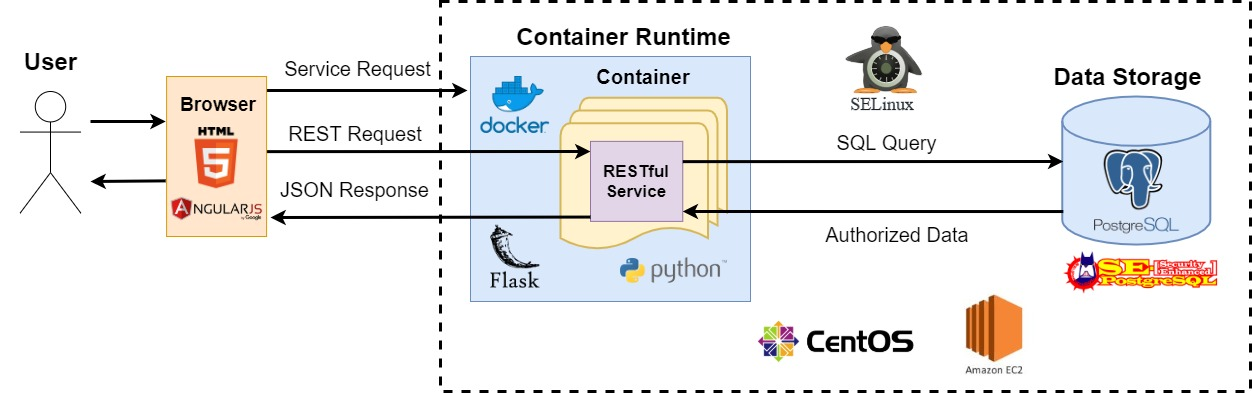 User
Browser
HTML
5
ANGULARJS
by Google
Service Request
REST Request
JSON Response
Container Runtime
docker
Container
RESTful
Service
Flask
python™
SELinux
SQL Query
Authorized Data
Data Storage
PostgreSQL
SE-[Security
Enhanced]
PostgreSQL
CentOS
Amazon EC2